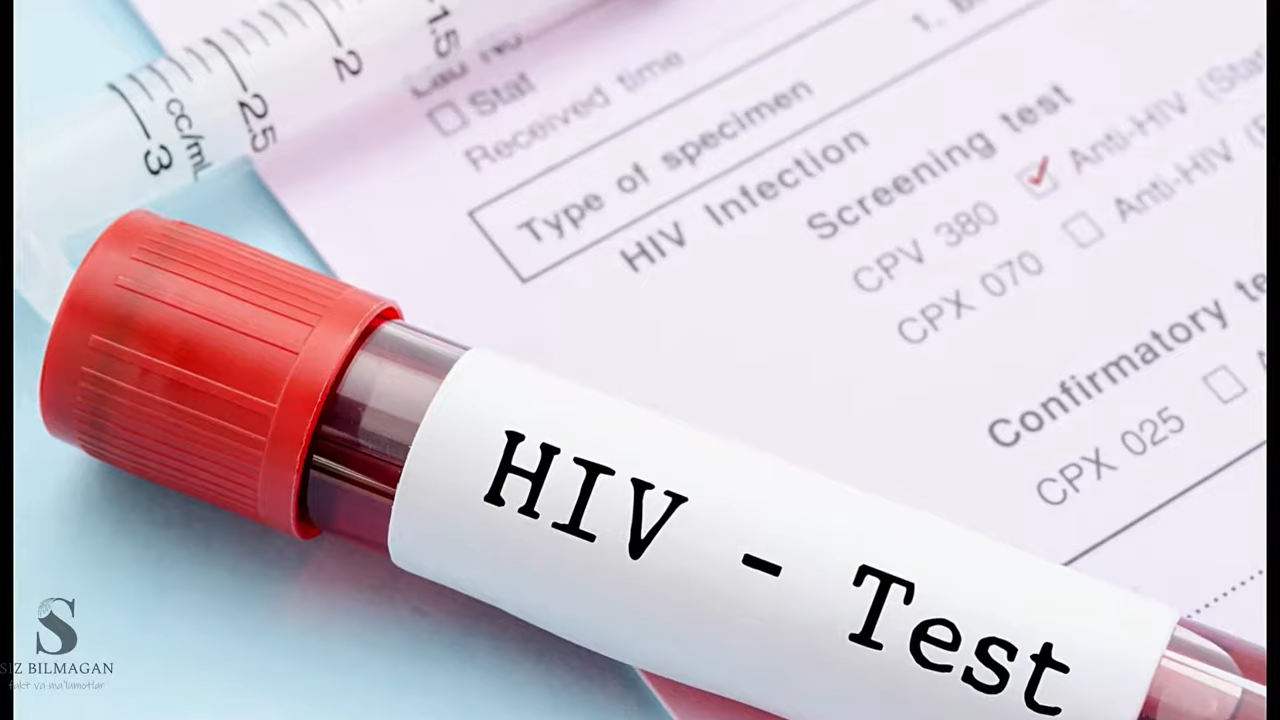 1.5
2
2.5
3
cc/mL
Stat
Received time
Type of specimen
HIV Infection
1.
Screening test
CPV 380 Anti-HIV
CPX 070 Anti-HIV
Confirmatory
CPX 025
HIV - Test
S
SIZ BILMAGAN
fakt va ma'lumotlar